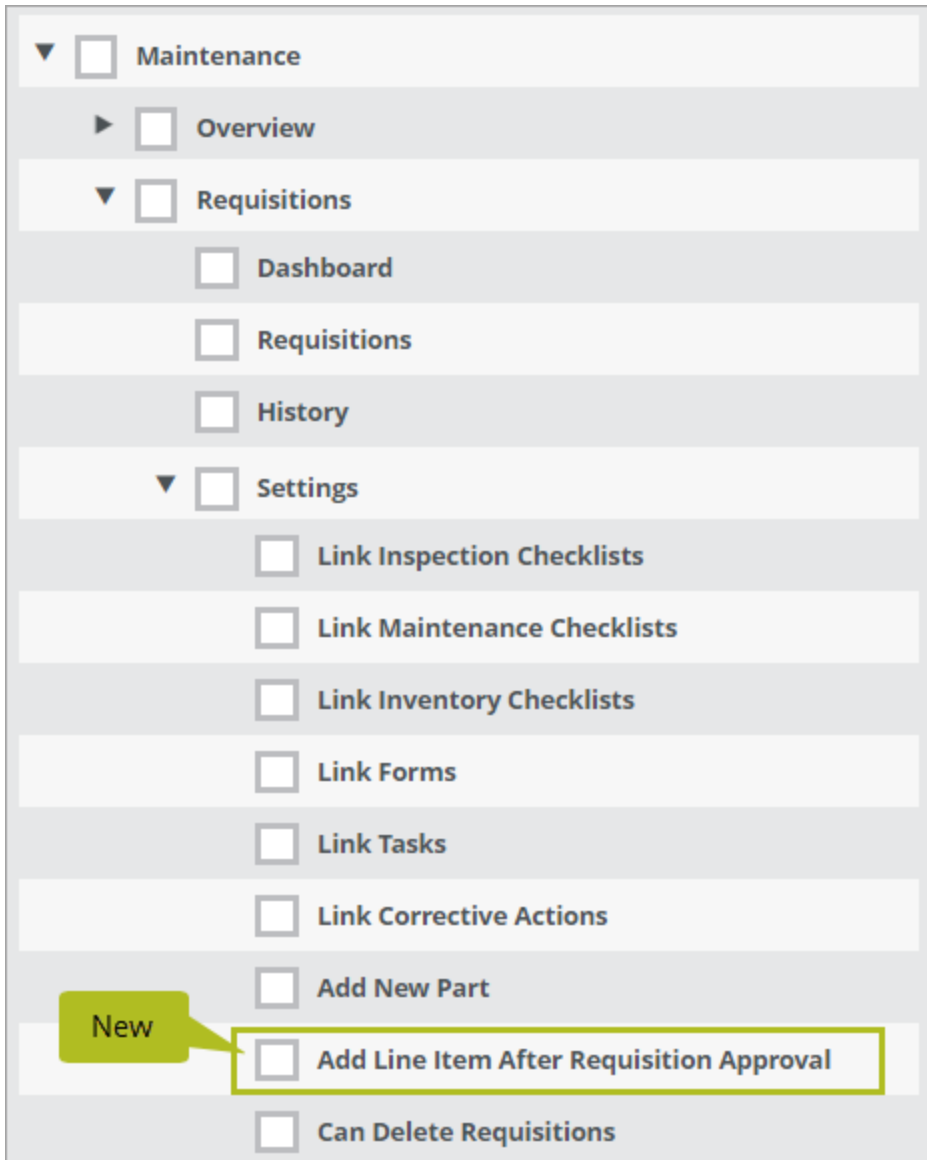 Maintenance
Overview
Requisitions
Dashboard
Requisitions
History
Settings
Link Inspection Checklists
Link Maintenance Checklists
Link Inventory Checklists
Link Forms
Link Tasks
Link Corrective Actions
Add New Part
New
Add Line Item After Requisition Approval
Can Delete Requisitions